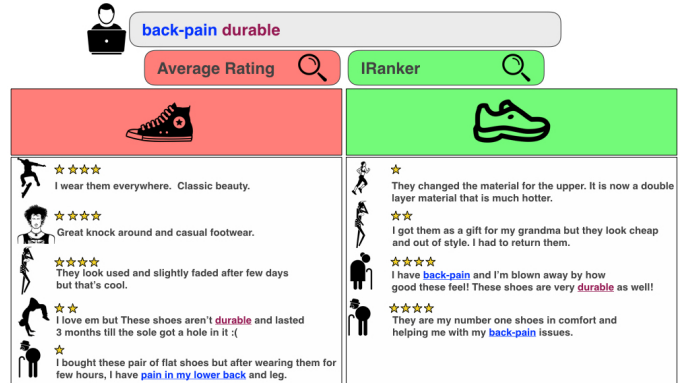 back-pain durable
Average Rating
IRanker
I wear them everywhere.  Classic beauty.
Great knock around and casual footwear.
They look used and slightly faded after few days
but that’s cool.
I love em but These shoes aren’t durable and lasted
3 months till the sole got a hole in it :(
I bought these pair of flat shoes but after wearing them for
few hours, I have pain in my lower back and leg.
They changed the material for the upper. It is now a double
layer material that is much hotter.
I got them as a gift for my grandma but they look cheap
and out of style. I had to return them.
I have back-pain and I’m blown away by how
good these feel! These shoes are very durable as well!
They are my number one shoes in comfort and
helping me with my back-pain issues.